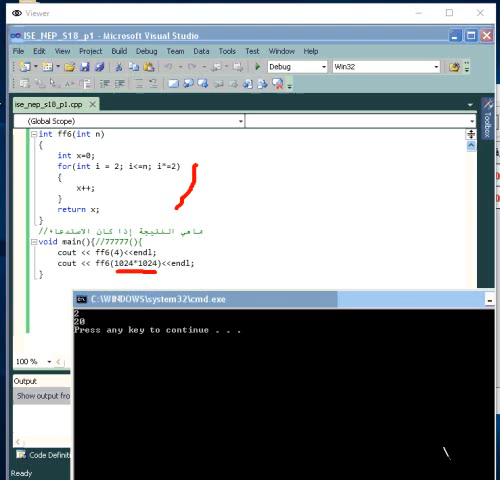 Viewer
ISE_NEP_S18_p1 - Microsoft Visual Studio
File Edit View Project Build Debug Team Data Tools Test Window Help
Debug Win32
ise_nep_s18_p1.cpp
Toolbox
(Global Scope)
int ff6(int n)
{
int x=0;
for(int i = 2; i<=n; i*=2)
{
x++;
}
return x;
}
//ماهي النتيجة إذا كان الاستدعاء
void main(){//77777(){
cout << ff6(4)<<endl;
cout << ff6(1024*1024)<<endl;
}
100 %
Output
Show output fro
Code Definiti
Ready
C:\WINDOWS\system32\cmd.exe
2
20
Press any key to continue . . .